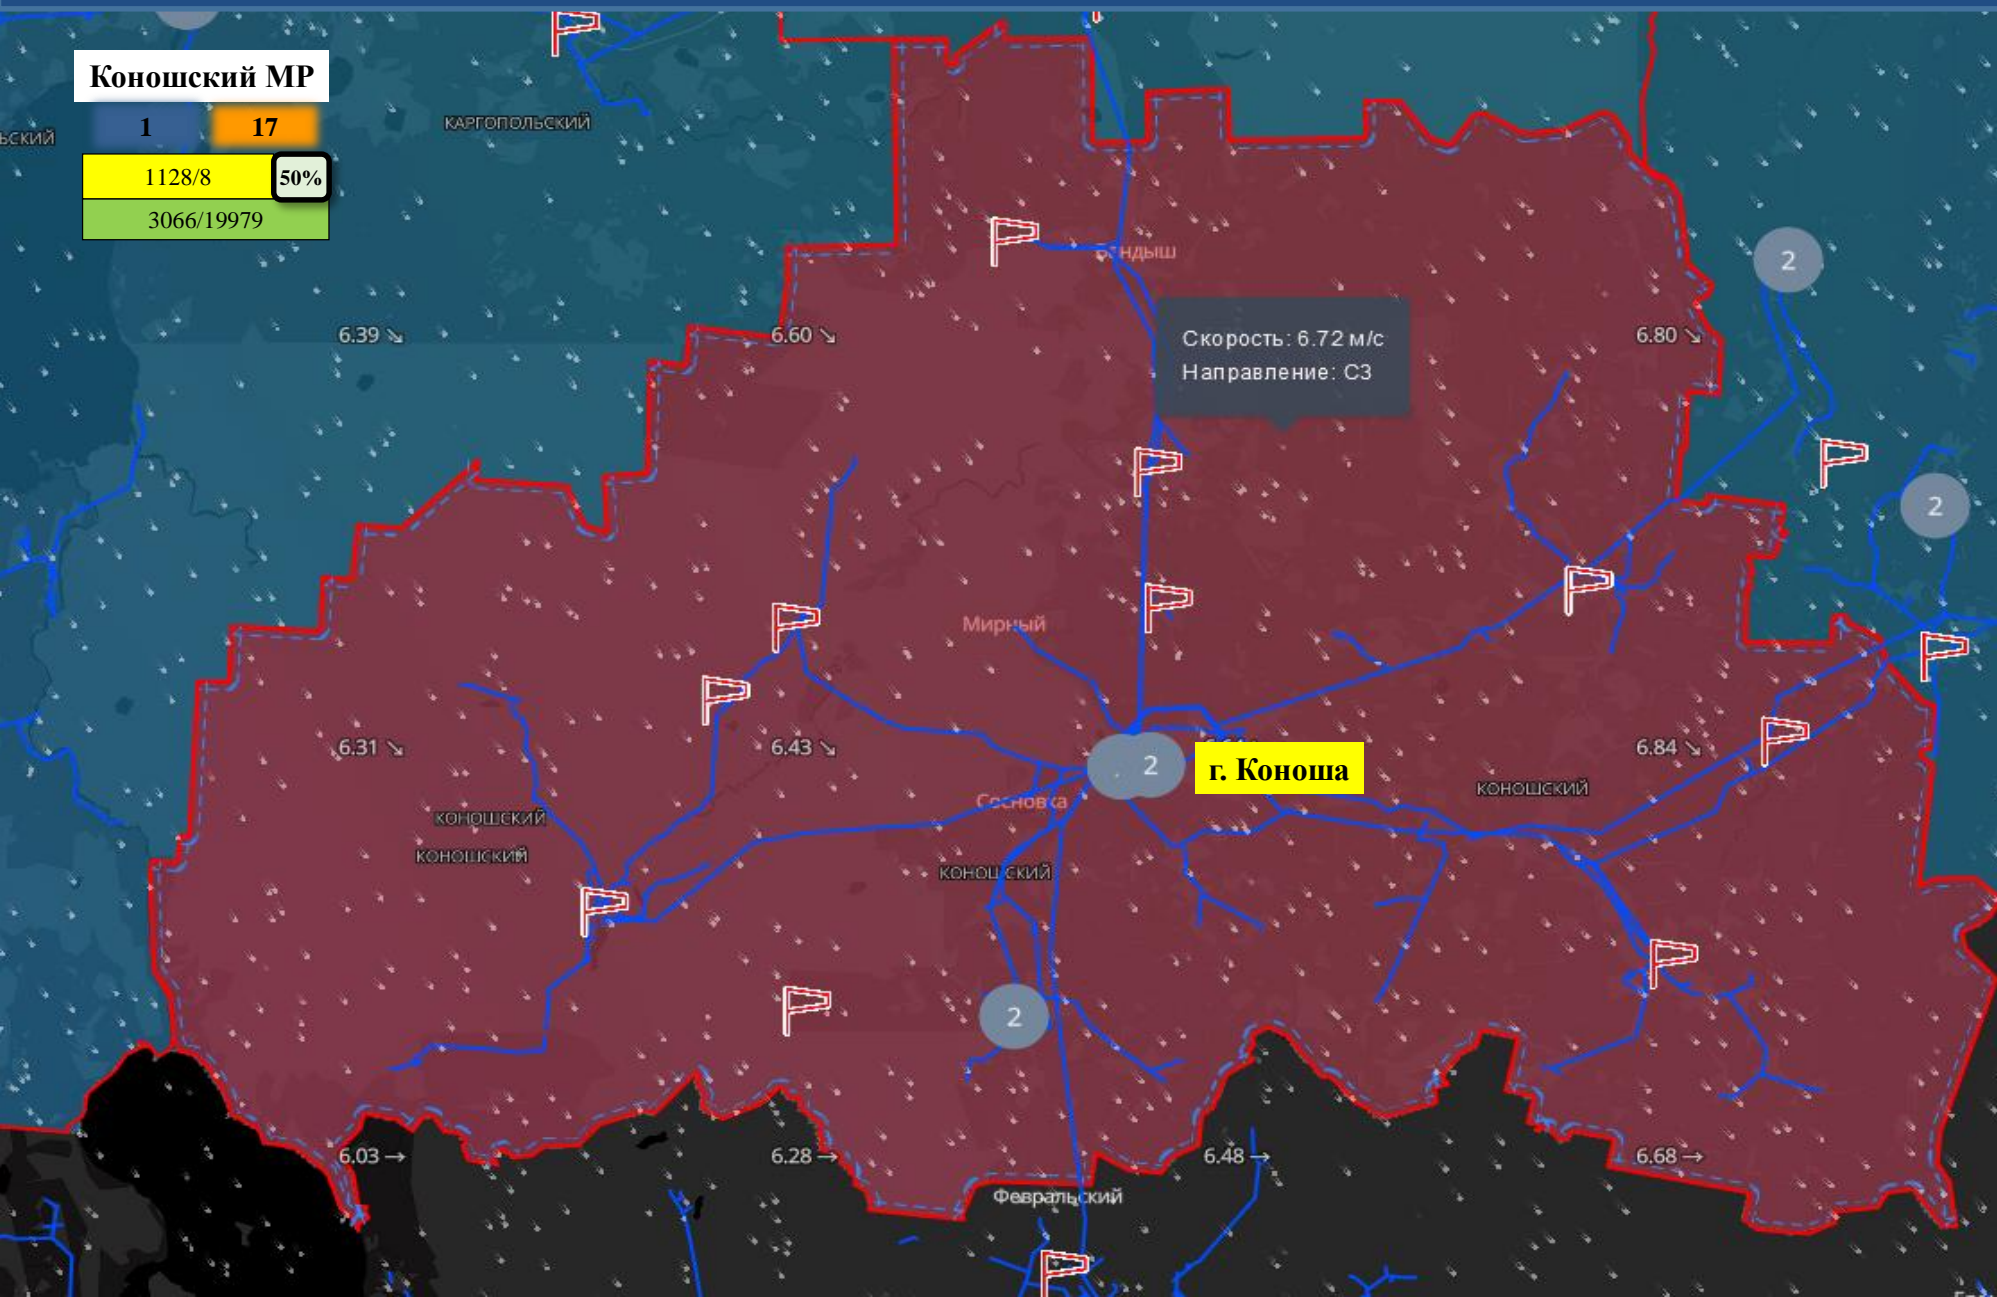 Коношский МР
1 17
1128/8 50%
3066/19979
КАРГОПОЛЬСКИЙ
ЬСКИЙ
2
6.39 ↘ 6.60 ↘ 6.80 ↘
Скорость: 6.72 м/с
Направление: СЗ
2
Мирный
6.31 ↘ 6.43 ↘ 6.84 ↘
2
г. Коноша
КОНОШСКИЙ
Сосновка
КОНОШСКИЙ
КОНОШСКИЙ
КОНОШСКИЙ
2
6.03 → 6.28 → 6.48 → 6.68 →
Февральский